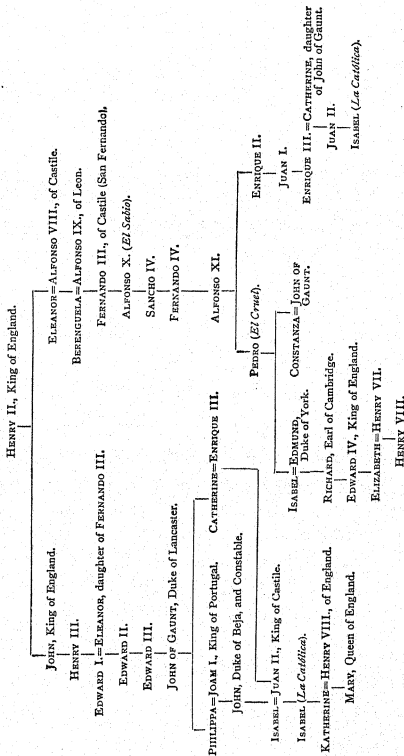 HENRY II., King of England.
JOHN, King of England.
HENRY III.
EDWARD I.=ELEANOR, daughter of FERNANDO III.
EDWARD II.
EDWARD III.
JOHN OF GAUNT, Duke of Lancaster.
PHILIPPA=JOAM I., King of Portugal.
CATHERINE=ENRIQUE III.
JOHN, Duke of Beja, and Constable.
ISABEL=JUAN II., King of Castile.
ISABEL (La Católica).
KATHERINE=HENRY VIII., of England.
MARY, Queen of England.
ELEANOR=ALFONSO VIII., of Castile.
BERENGUELA=ALFONSO IX., of Leon.
FERNANDO III., of Castile (San Fernando).
ALFONSO X. (El Sabio).
SANCHO IV.
FERNANDO IV.
ALFONSO XI.
PEDRO (El Cruel).
ISABEL=EDMUND,
Duke of York.
RICHARD, Earl of Cambridge.
EDWARD IV., King of England.
ELIZABETH=HENRY VII.
HENRY VIII.
CONSTANZA=JOHN OF
GAUNT.
ENRIQUE II.
JUAN I.
ENRIQUE III.=CATHERINE, daughter
of John of Gaunt.
JUAN II.
ISABEL (La Católica).